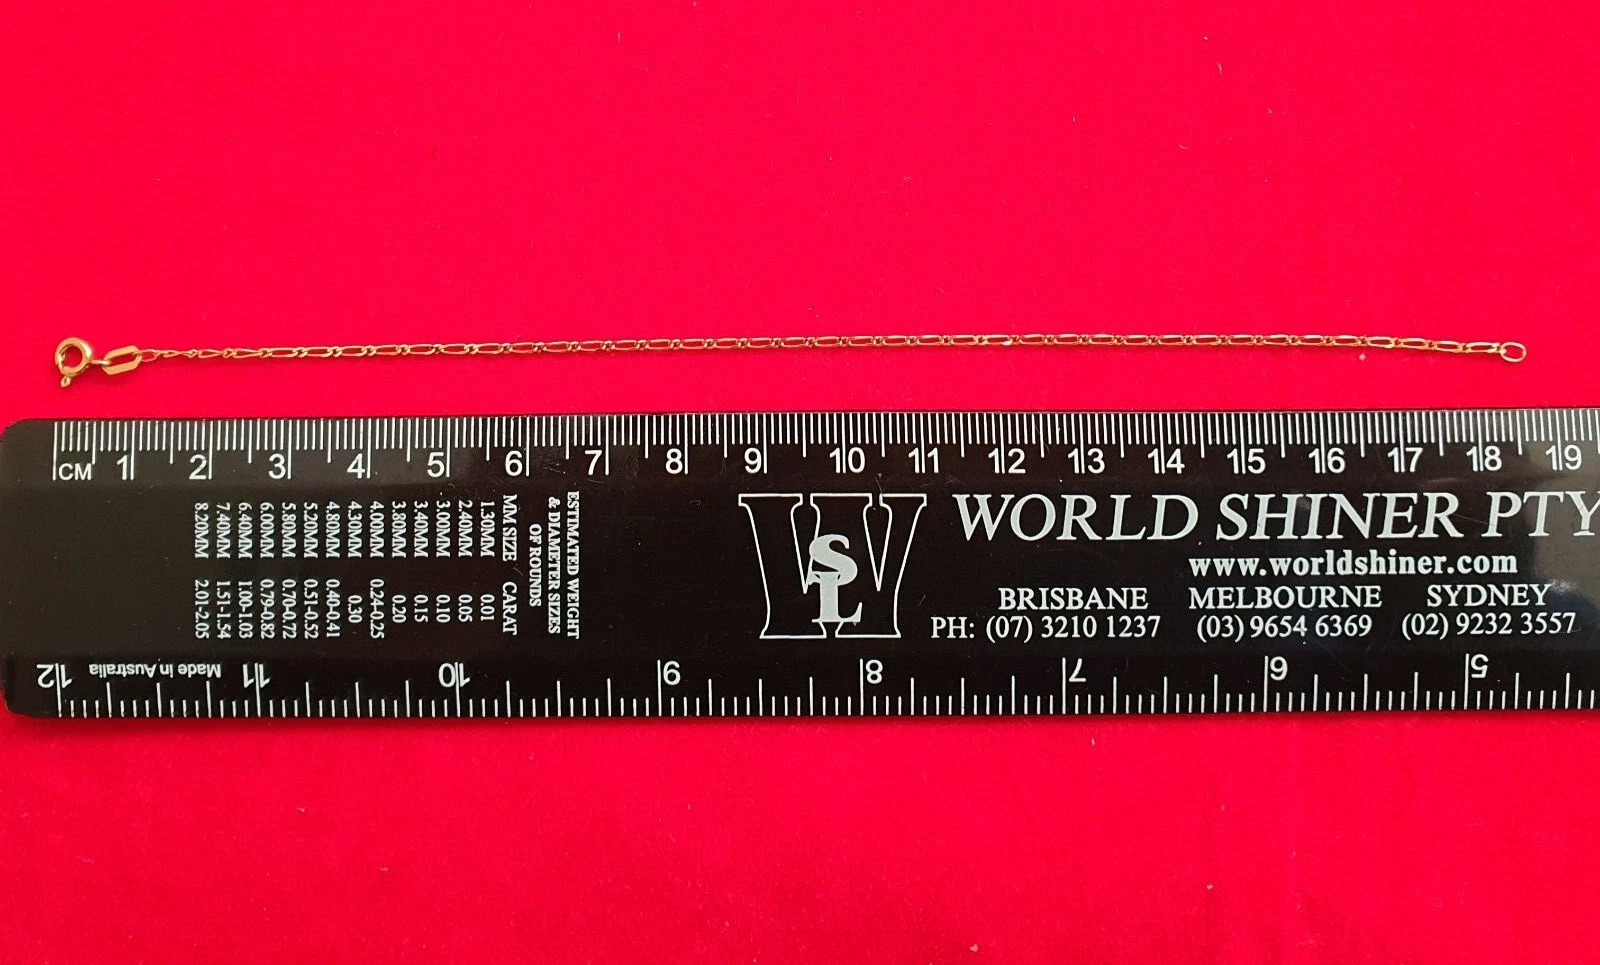 CM 1 2 3 4 5 6 7 8 9 10 11 12 13 14 15 16 17 18 19
ESTIMATED WEIGHT
& DIAMETER SIZES
OF ROUNDS
MM SIZE CARAT
1.30MM 0.01
2.40MM 0.05
3.00MM 0.10
3.40MM 0.15
3.80MM 0.20
4.00MM 0.24-0.25
4.30MM 0.30
4.80MM 0.40-0.41
5.20MM 0.51-0.52
5.80MM 0.70-0.72
6.00MM 0.79-0.82
6.40MM 1.00-1.03
7.40MM 1.51-1.54
8.20MM 2.01-2.05
WSL
WORLD SHINER PTY
www.worldshiner.com
BRISBANE MELBOURNE SYDNEY
PH: (07) 3210 1237 (03) 9654 6369 (02) 9232 3557
12 Made in Australia 11 10 9 8 7 6 5